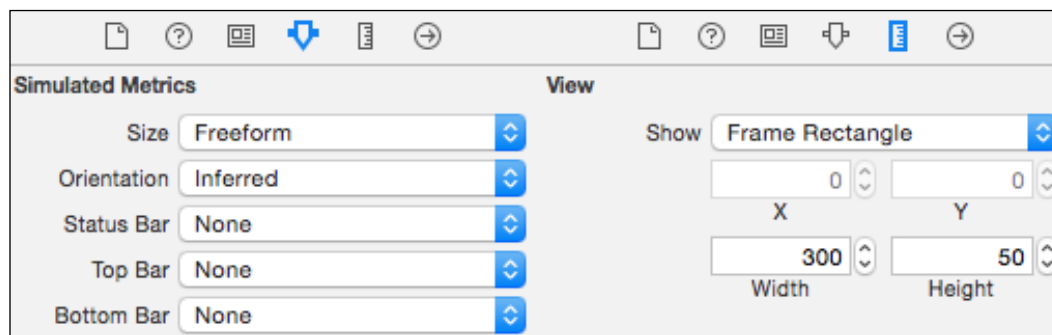 Simulated Metrics
Size Freeform
Orientation Inferred
Status Bar None
Top Bar None
Bottom Bar None
View
Show Frame Rectangle
0 0
X Y
300 50
Width Height